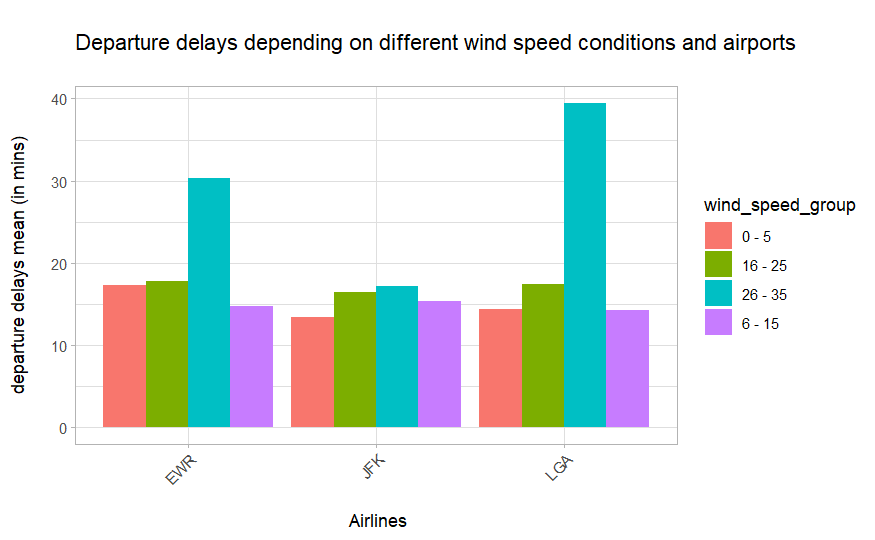 Departure delays depending on different wind speed conditions and airports
departure delays mean (in mins)
40
30
20
10
0
EWR
JFK
LGA
Airlines
wind_speed_group
0 - 5
16 - 25
26 - 35
6 - 15